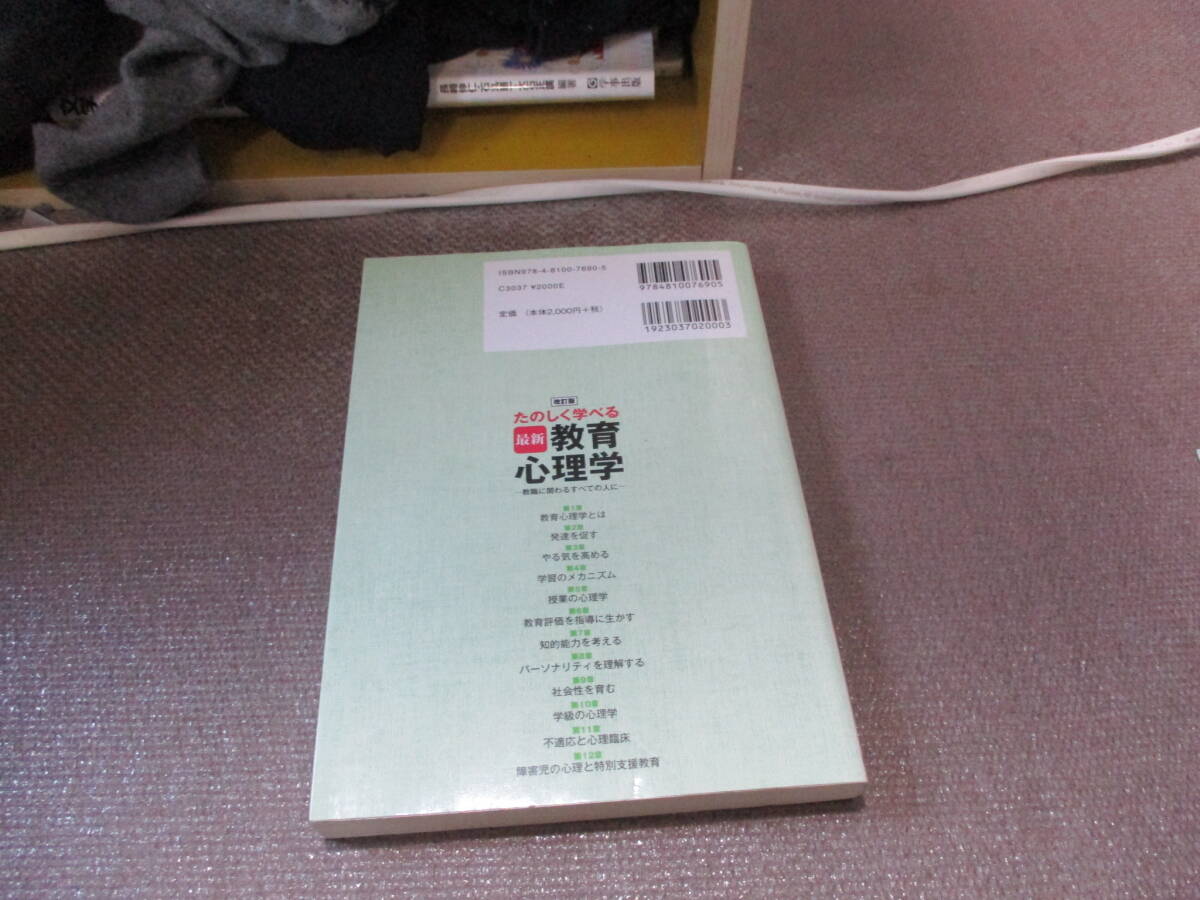 編著 学事出版
ISBN978-4-8100-7690-5
C3037 ¥2000E
定価 (本体2,000円+税)
9784810076905
1923037020003
改訂版
たのしく学べる
最新 教育
心理学
―教職に関わるすべての人に―
第1章
教育心理学とは
第2章
発達を促す
第3章
やる気を高める
第4章
学習のメカニズム
第5章
授業の心理学
第6章
教育評価を指導に生かす
第7章
知的能力を考える
第8章
パーソナリティを理解する
第9章
社会性を育む
第10章
学級の心理学
第11章
不適応と心理臨床
第12章
障害児の心理と特別支援教育